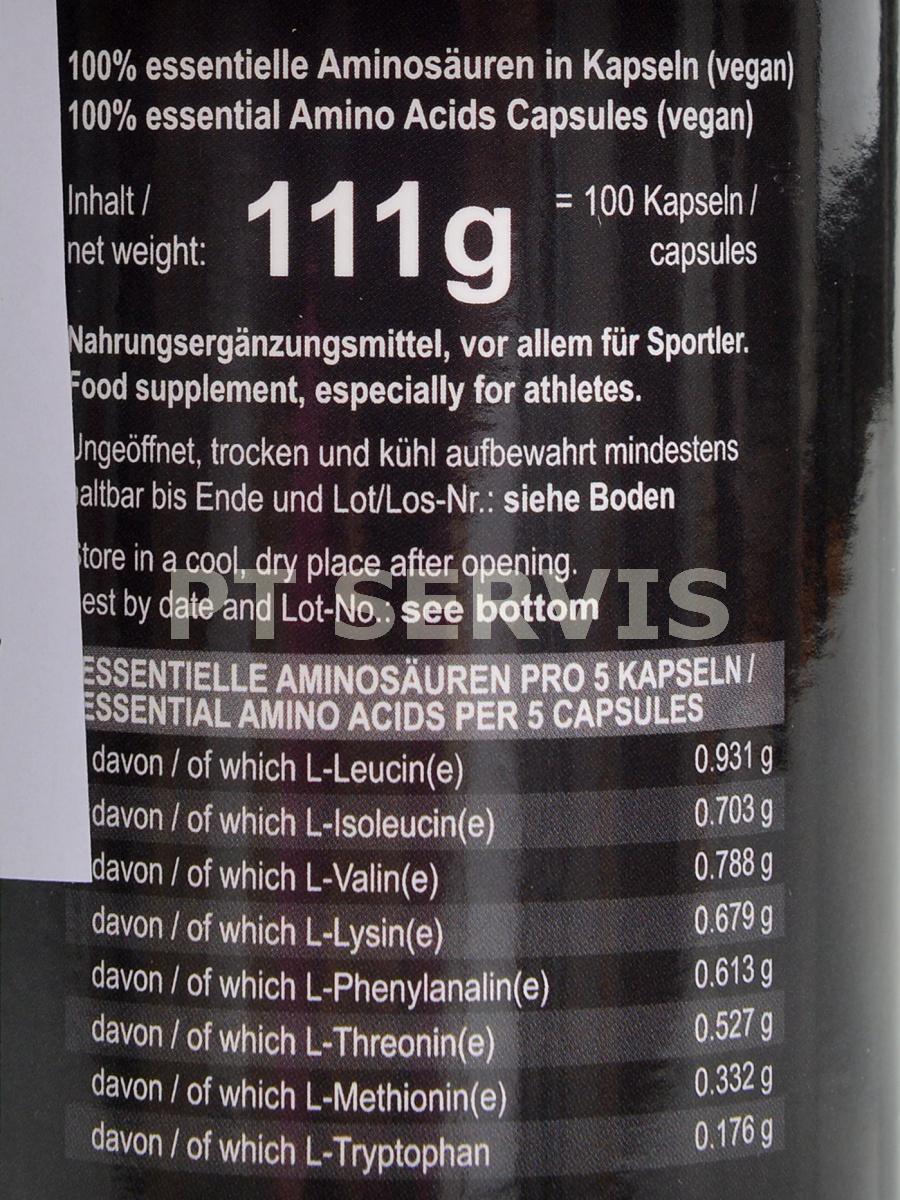 100% essentielle Aminosäuren in Kapseln (vegan)
100% essential Amino Acids Capsules (vegan)
Inhalt /
net weight:
111g
= 100 Kapseln /
capsules
Nahrungsergänzungsmittel, vor allem für Sportler.
Food supplement, especially for athletes.
Ungeöffnet, trocken und kühl aufbewahrt mindestens
altbar bis Ende und Lot/Los-Nr.: siehe Boden
Store in a cool, dry place after opening.
est by date and Lot-No.: see bottom
PT SERVIS
ESSENTIELLE AMINOSÄUREN PRO 5 KAPSELN /
ESSENTIAL AMINO ACIDS PER 5 CAPSULES
davon / of which L-Leucin(e) 0.931 g
davon / of which L-Isoleucin(e) 0.703 g
davon / of which L-Valin(e) 0.788 g
davon / of which L-Lysin(e) 0.679 g
davon / of which L-Phenylanalin(e) 0.613 g
davon / of which L-Threonin(e) 0.527 g
davon / of which L-Methionin(e) 0.332 g
davon / of which L-Tryptophan 0.176 g